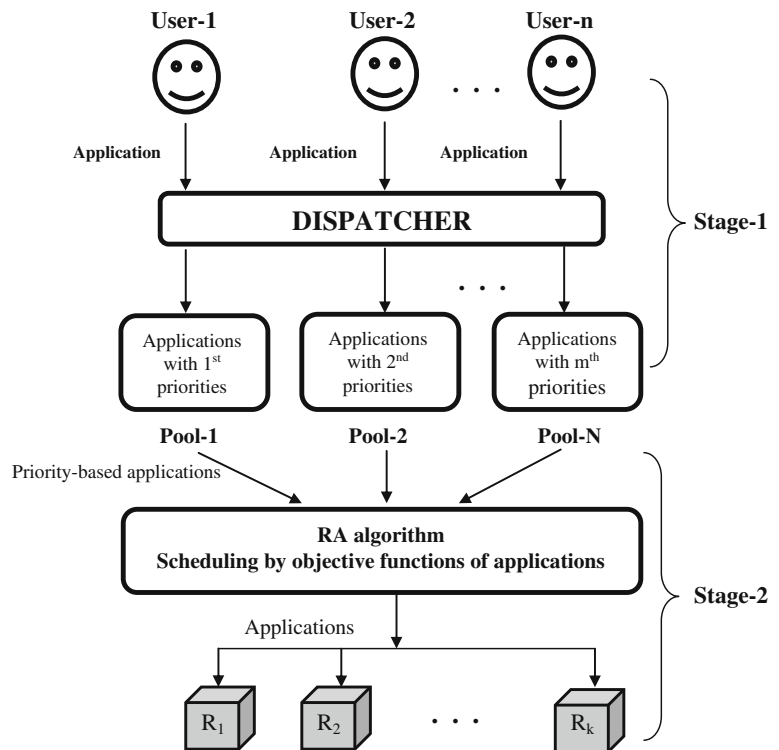 User-1 User-2 User-n
. . .
Application Application Application
DISPATCHER
Stage-1
. . .
Applications with 1st priorities
Applications with 2nd priorities
Applications with mth priorities
Pool-1 Pool-2 Pool-N
Priority-based applications
RA algorithm
Scheduling by objective functions of applications
Stage-2
Applications
R1 R2 . . . Rk